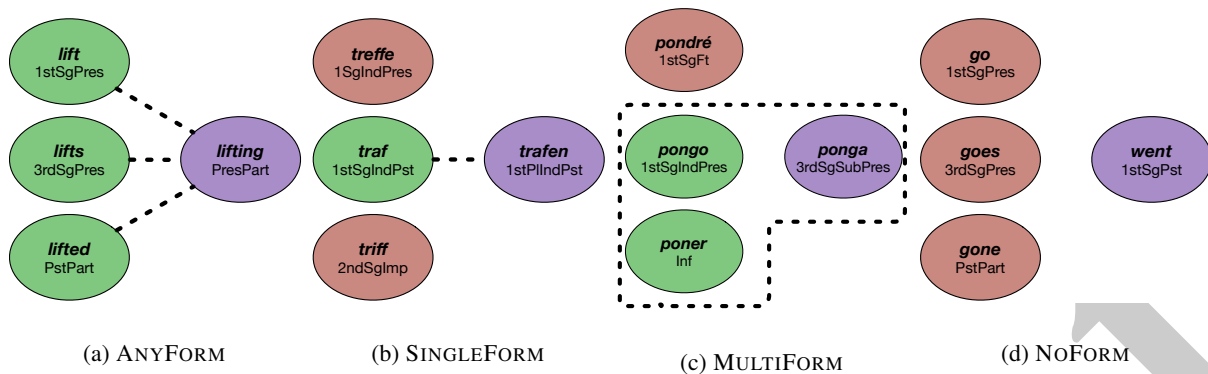 lift
1stSgPres
lifts
3rdSgPres
lifted
PstPart
lifting
PresPart
(a) ANYFORM
treffe
1SgIndPres
traf
1stSgIndPst
triff
2ndSgImp
trafen
1stPlIndPst
(b) SINGLEFORM
pondré
1stSgFt
pongo
1stSgIndPres
poner
Inf
ponga
3rdSgSubPres
(c) MULTIFORM
go
1stSgPres
goes
3rdSgPres
gone
PstPart
went
1stSgPst
(d) NOFORM